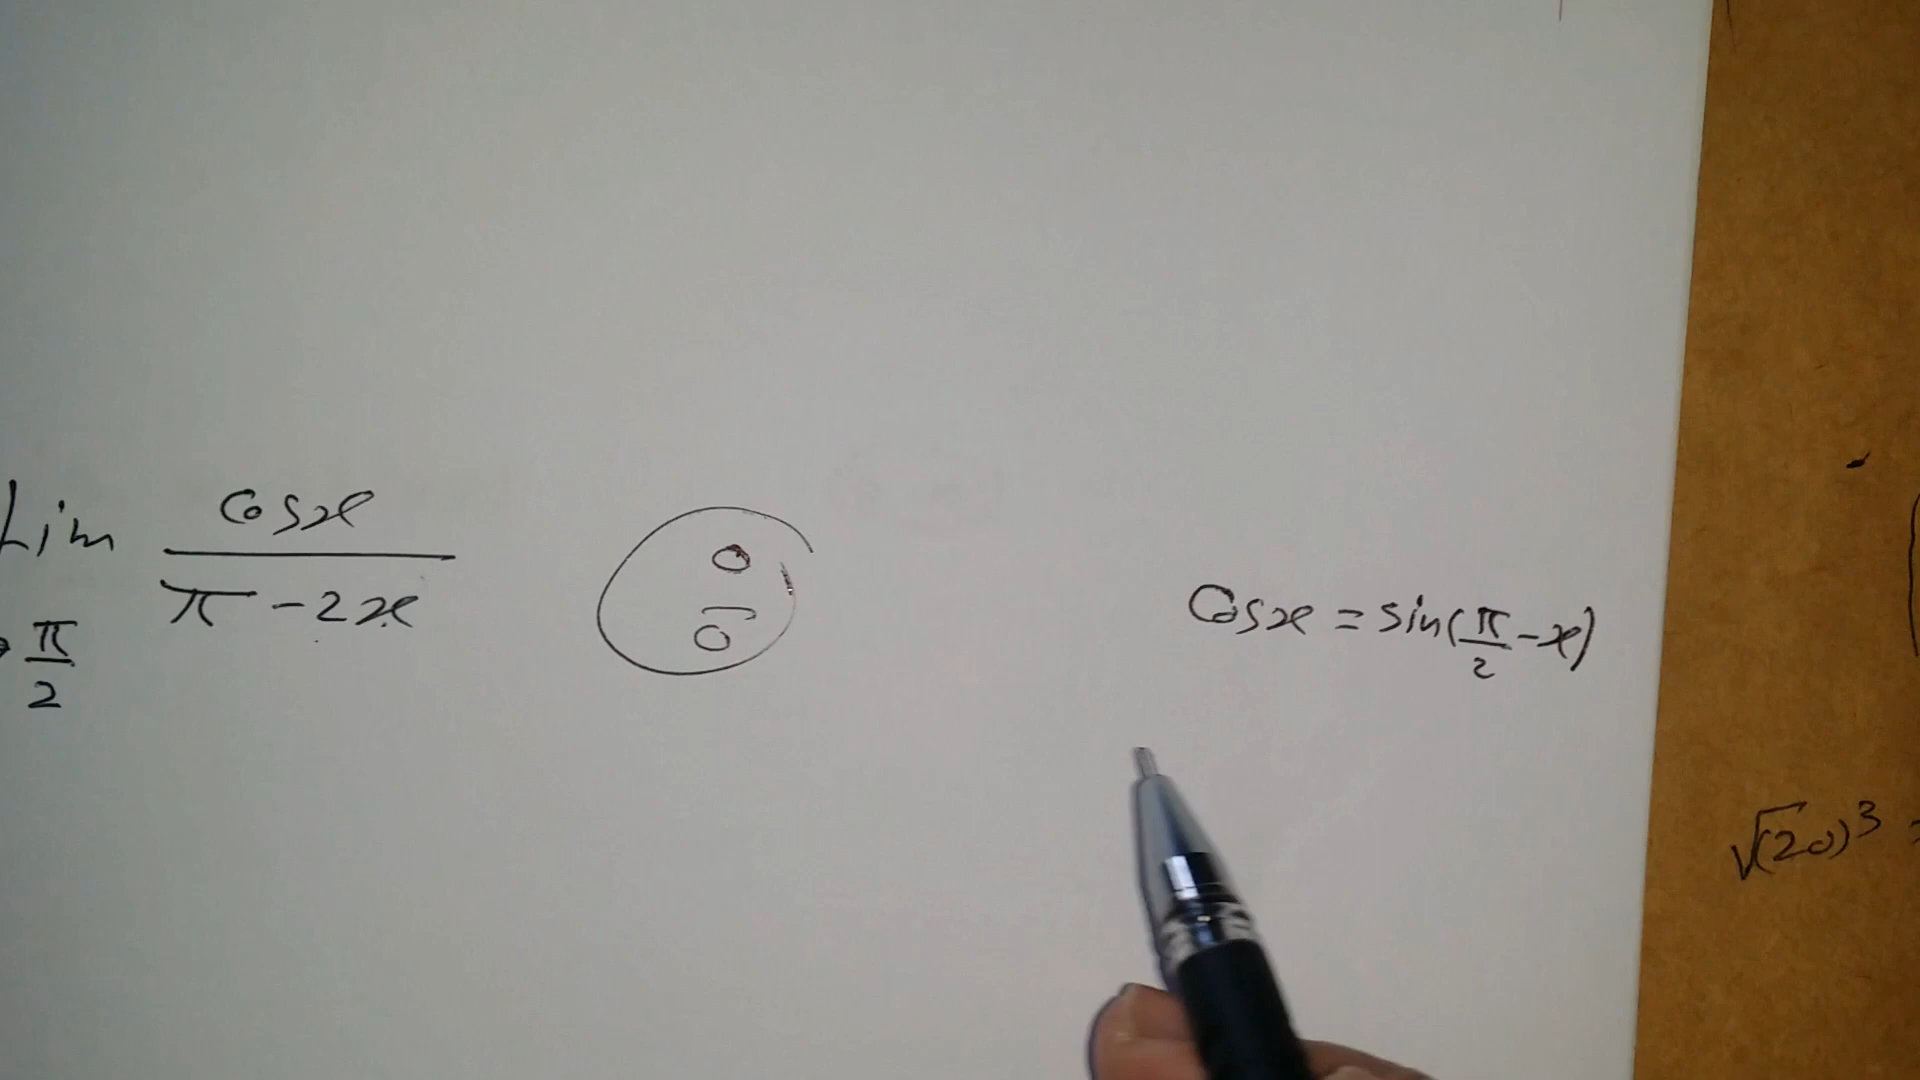 Lim cosx / π-2x
π/2
0/0
Cosx = sin(π/2 - x)
√(20)³ =